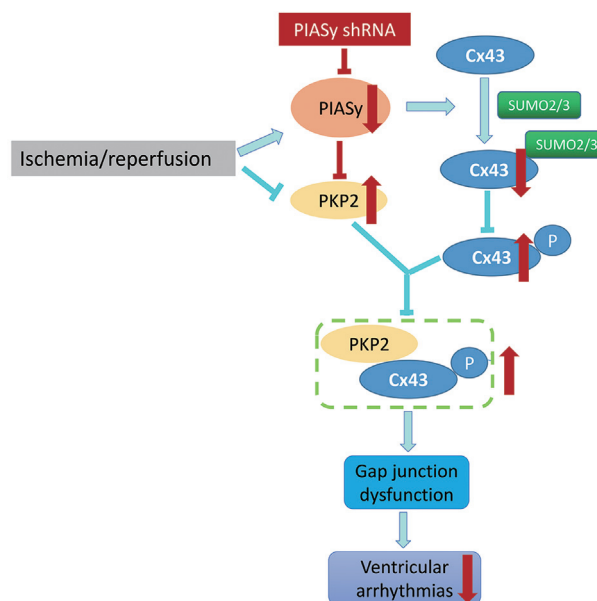 PIASy shRNA
Cx43
PIASy
SUMO2/3
SUMO2/3
Ischemia/reperfusion
Cx43
PKP2
P
Cx43
PKP2
P
Cx43
Gap junction
dysfunction
Ventricular
arrhythmias